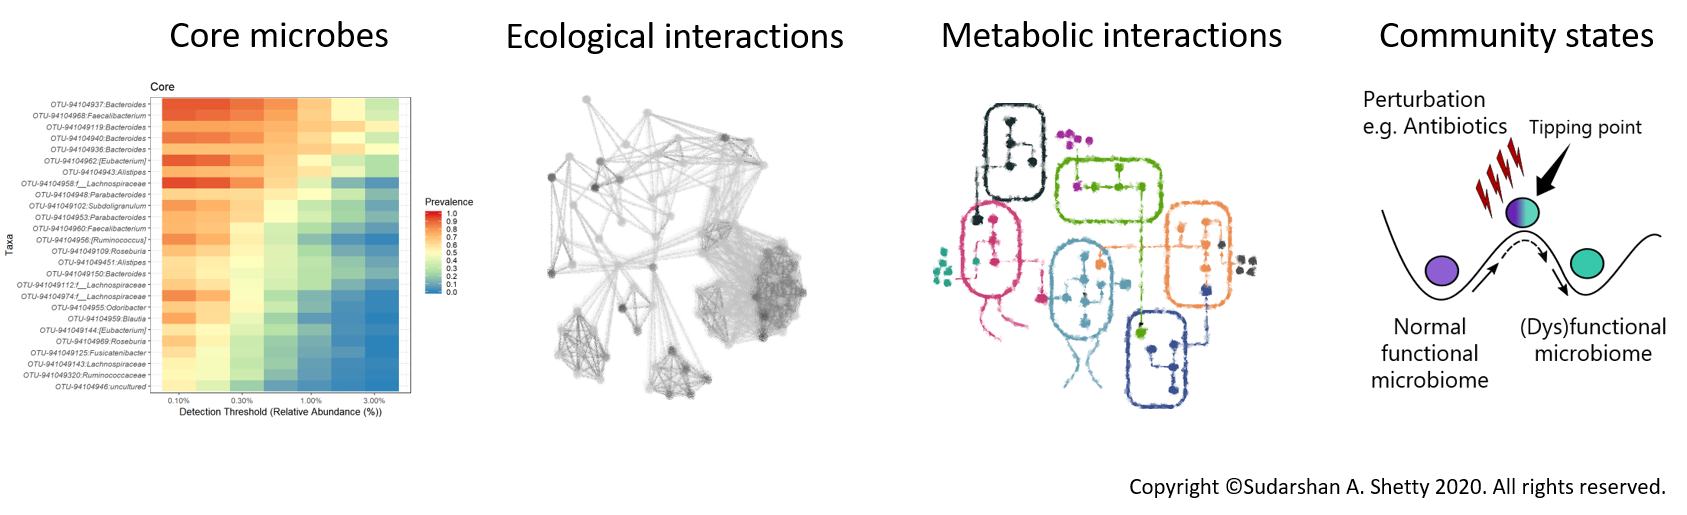 Core microbes
Ecological interactions
Metabolic interactions
Community states
Core
OTU-94104937:Bacteroides
OTU-94104968:Faecalibacterium
OTU-941049119:Bacteroides
OTU-94104940:Bacteroides
OTU-94104936:Bacteroides
OTU-94104962:[Eubacterium]
OTU-94104943:Alistipes
OTU-94104958:f__Lachnospiraceae
OTU-94104948:Parabacteroides
OTU-941049102:Subdoligranulum
OTU-94104953:Parabacteroides
OTU-94104960:Faecalibacterium
OTU-94104956:[Ruminococcus]
OTU-941049109:Roseburia
OTU-941049451:Alistipes
OTU-941049150:Bacteroides
OTU-941049112:f__Lachnospiraceae
OTU-94104974:f__Lachnospiraceae
OTU-94104955:Odoribacter
OTU-94104959:Blautia
OTU-941049144:[Eubacterium]
OTU-94104969:Roseburia
OTU-941049125:Fusicatenibacter
OTU-941049143:Lachnospiraceae
OTU-941049320:Ruminococcaceae
OTU-94104946:uncultured
Taxa
0.10%
0.30%
1.00%
3.00%
Detection Threshold (Relative Abundance (%))
Prevalence
1.0
0.9
0.8
0.7
0.6
0.5
0.4
0.3
0.2
0.1
0.0
Perturbation
e.g. Antibiotics
Tipping point
Normal
functional
microbiome
(Dys)functional
microbiome
Copyright ©Sudarshan A. Shetty 2020. All rights reserved.